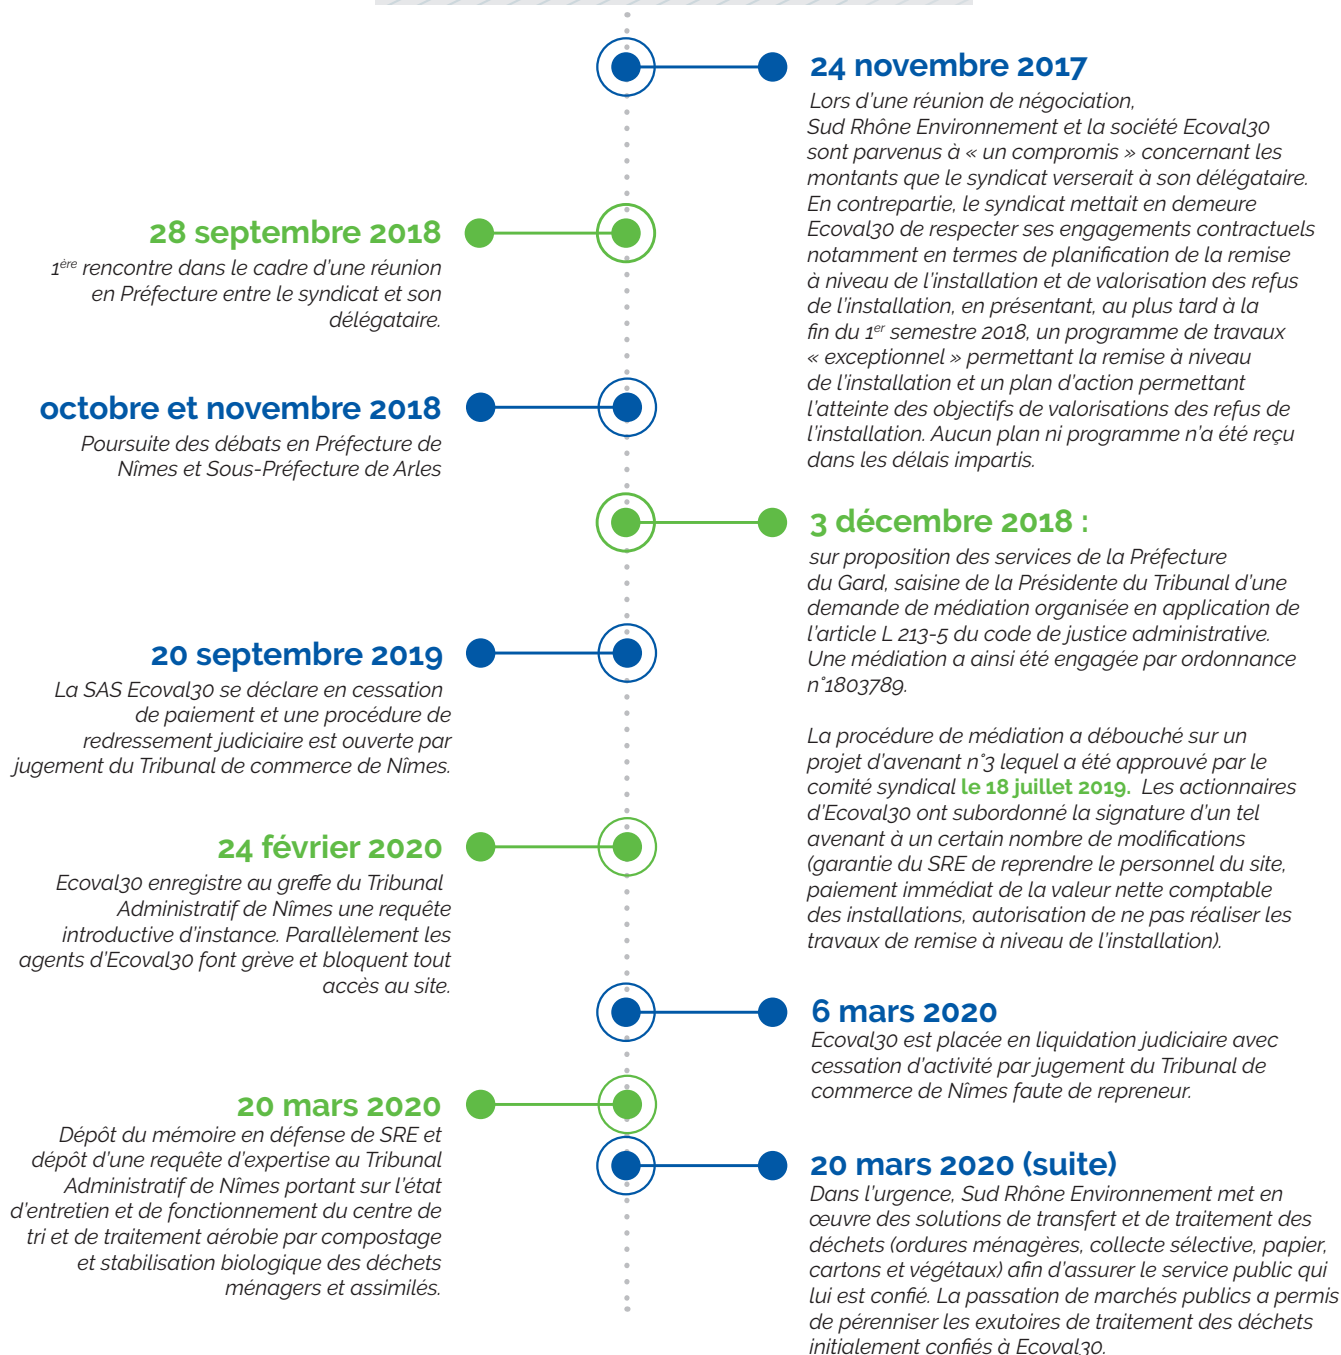 24 novembre 2017
Lors d'une réunion de négociation,
Sud Rhône Environnement et la société Ecoval30
sont parvenus à « un compromis » concernant les
montants que le syndicat verserait à son délégataire.
En contrepartie, le syndicat mettait en demeure
Ecoval30 de respecter ses engagements contractuels
notamment en termes de planification de la remise
à niveau de l'installation et de valorisation des refus
de l'installation, en présentant, au plus tard à la
fin du 1er semestre 2018, un programme de travaux
« exceptionnel » permettant la remise à niveau
de l'installation et un plan d'action permettant
l'atteinte des objectifs de valorisations des refus de
l'installation. Aucun plan ni programme n'a été reçu
dans les délais impartis.
28 septembre 2018
1ère rencontre dans le cadre d'une réunion
en Préfecture entre le syndicat et son
délégataire.
octobre et novembre 2018
Poursuite des débats en Préfecture de
Nîmes et Sous-Préfecture de Arles
3 décembre 2018 :
sur proposition des services de la Préfecture
du Gard, saisine de la Présidente du Tribunal d'une
demande de médiation organisée en application de
l'article L 213-5 du code de justice administrative.
Une médiation a ainsi été engagée par ordonnance
n°1803789.
La procédure de médiation a débouché sur un
projet d'avenant n°3 lequel a été approuvé par le
comité syndical le 18 juillet 2019. Les actionnaires
d'Ecoval30 ont subordonné la signature d'un tel
avenant à un certain nombre de modifications
(garantie du SRE de reprendre le personnel du site,
paiement immédiat de la valeur nette comptable
des installations, autorisation de ne pas réaliser les
travaux de remise à niveau de l'installation).
20 septembre 2019
La SAS Ecoval30 se déclare en cessation
de paiement et une procédure de
redressement judiciaire est ouverte par
jugement du Tribunal de commerce de Nîmes.
24 février 2020
Ecoval30 enregistre au greffe du Tribunal
Administratif de Nîmes une requête
introductive d'instance. Parallèlement les
agents d'Ecoval30 font grève et bloquent tout
accès au site.
6 mars 2020
Ecoval30 est placée en liquidation judiciaire avec
cessation d'activité par jugement du Tribunal de
commerce de Nîmes faute de repreneur.
20 mars 2020
Dépôt du mémoire en défense de SRE et
dépôt d'une requête d'expertise au Tribunal
Administratif de Nîmes portant sur l'état
d'entretien et de fonctionnement du centre de
tri et de traitement aérobie par compostage
et stabilisation biologique des déchets
ménagers et assimilés.
20 mars 2020 (suite)
Dans l'urgence, Sud Rhône Environnement met en
œuvre des solutions de transfert et de traitement des
déchets (ordures ménagères, collecte sélective, papier,
cartons et végétaux) afin d'assurer le service public qui
lui est confié. La passation de marchés publics a permis
de pérenniser les exutoires de traitement des déchets
initialement confiés à Ecoval30.